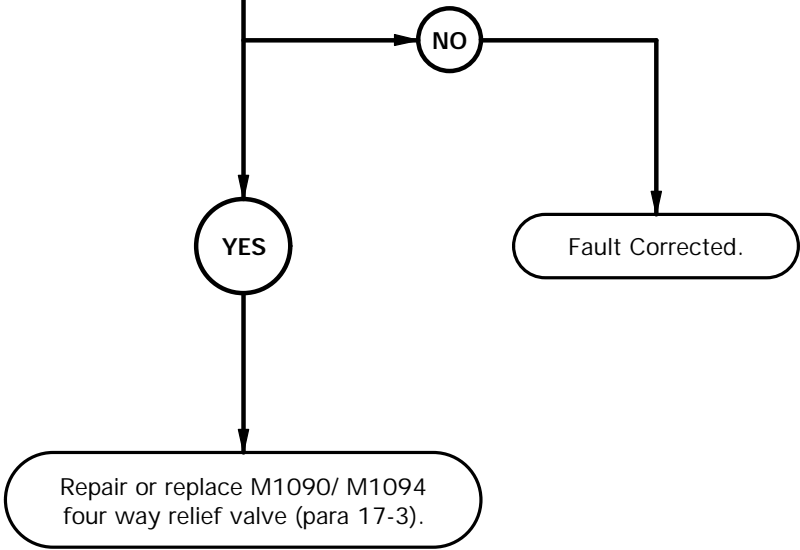 NO
YES
Fault Corrected.
Repair or replace M1090/ M1094
four way relief valve (para 17-3).